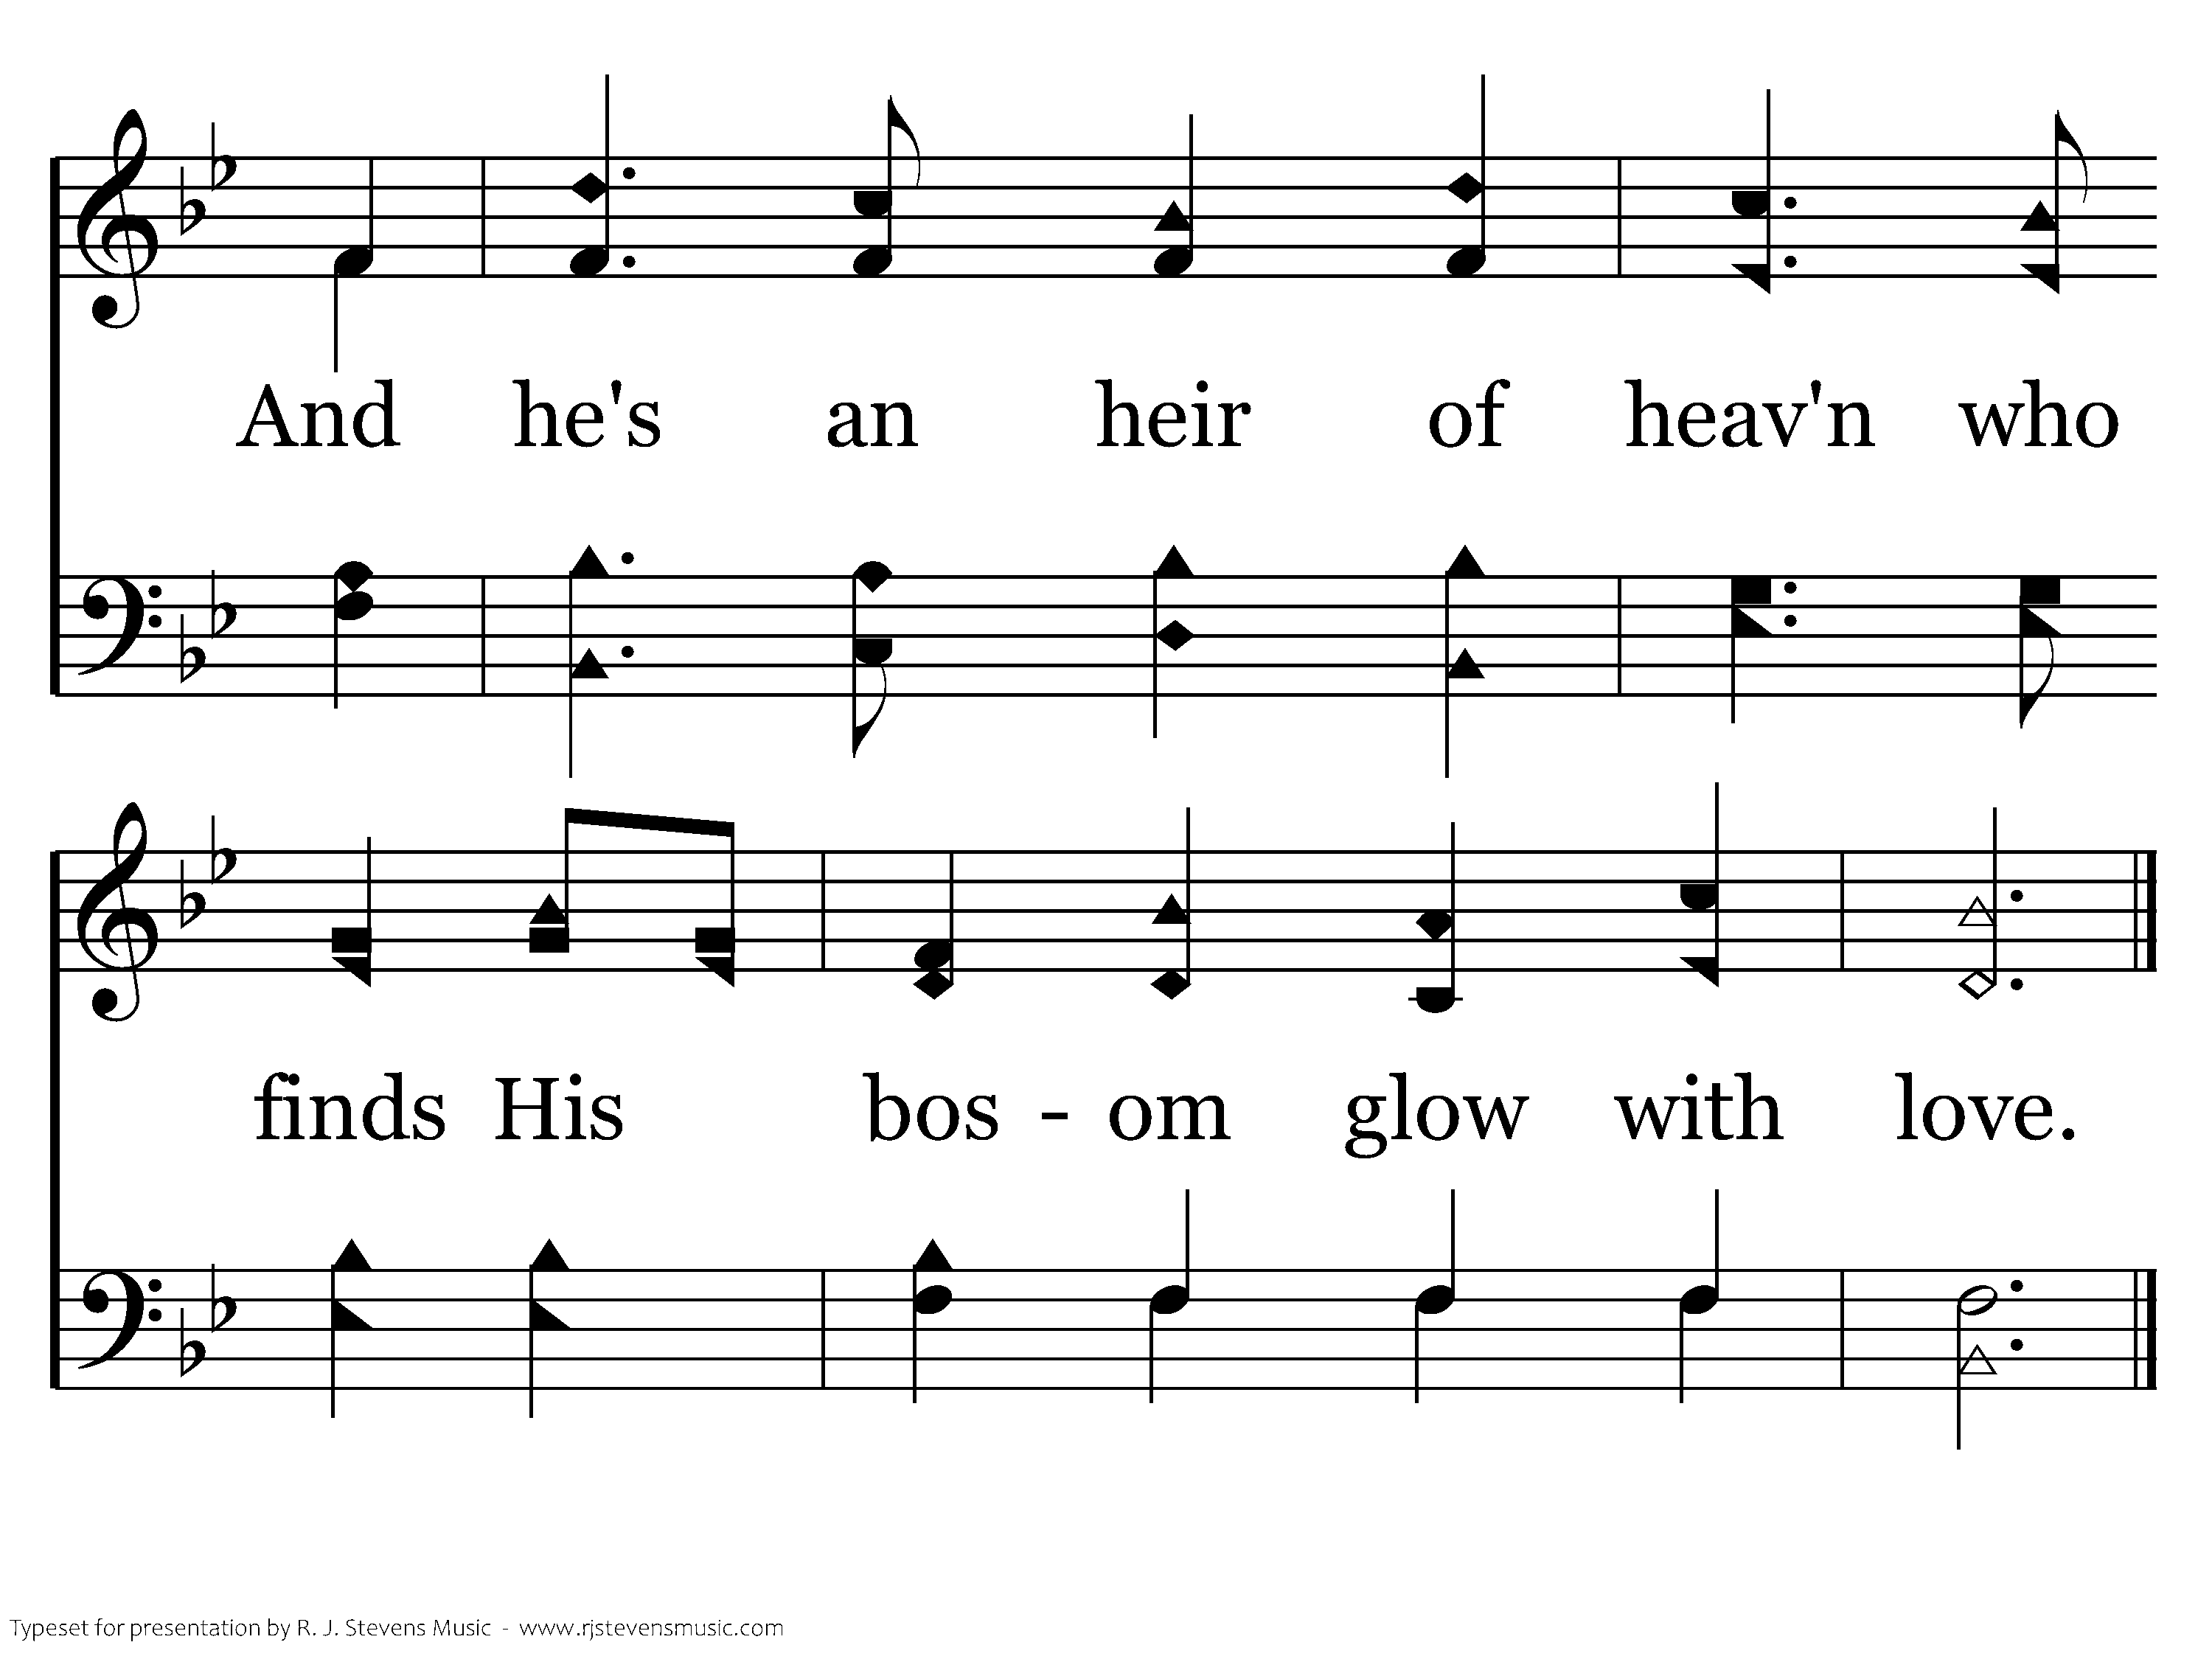 And he's an heir of heav'n who
finds His bos - om glow with love.
Typeset for presentation by R. J. Stevens Music - www.rjstevensmusic.com